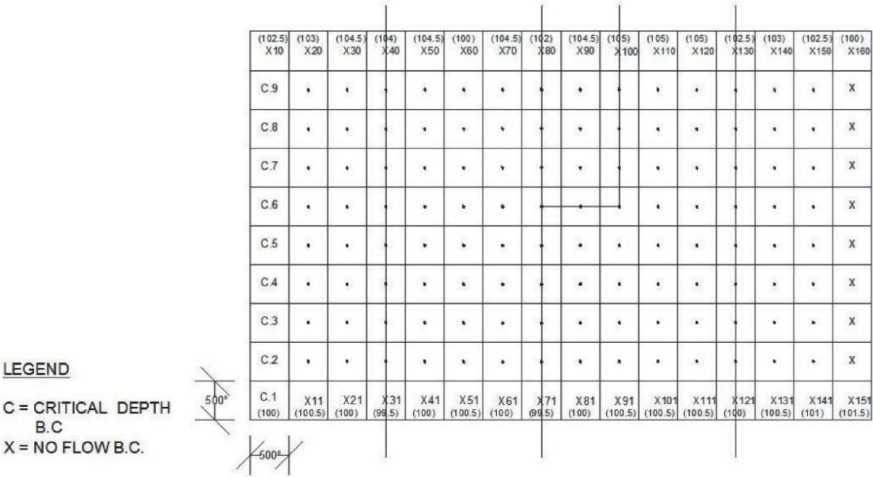 (102.5) (103) (104.5) (104) (104.5) (100) (104.5) (102) (104.5) (105) (105) (105) (102.5) (103) (102.5) (100)
X10 X20 X30 X40 X50 X60 X70 X80 X90 X100 X110 X120 X130 X140 X150 X160
C.9 X
C.8 X
C.7 X
C.6 X
C.5 X
C.4 X
C.3 X
C.2 X
C.1 X11 X21 X31 X41 X51 X61 X71 X81 X91 X101 X111 X121 X131 X141 X151
(100) (100.5) (100) (99.5) (100) (100.5) (100) (99.5) (100) (100.5) (100.5) (100.5) (100) (100.5) (101) (101.5)
500°
500°
LEGEND
C = CRITICAL DEPTH
B.C
X = NO FLOW B.C.